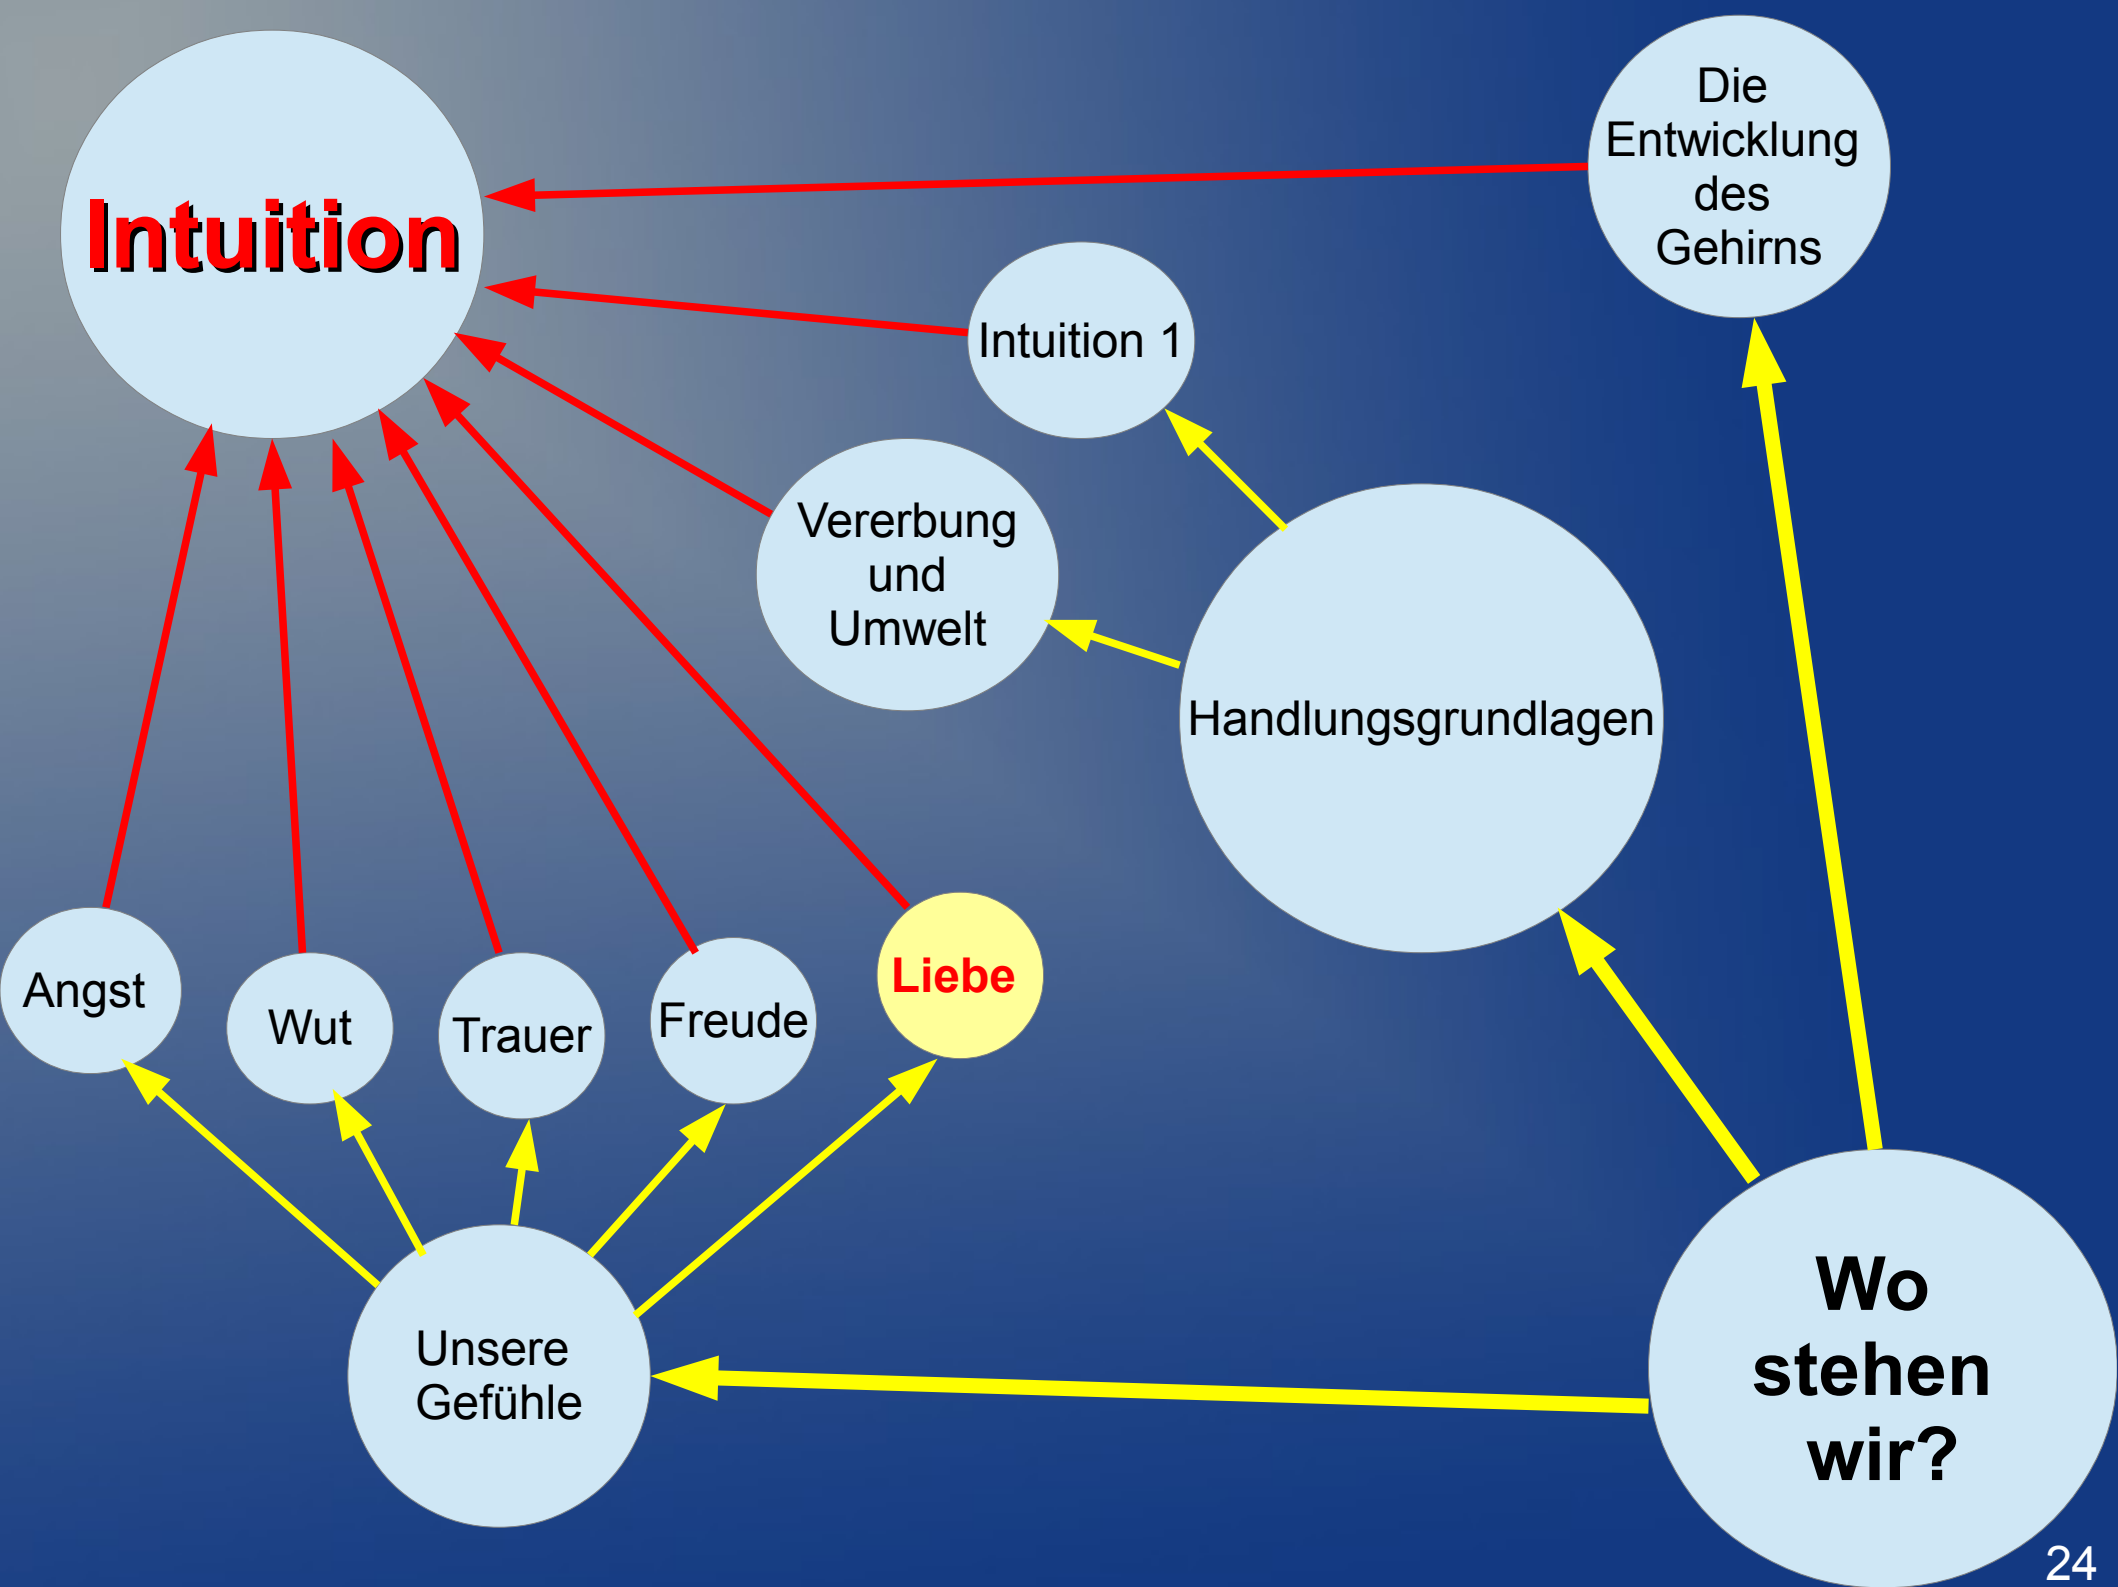 Intuition
Die
Entwicklung
des
Gehirns
Intuition 1
Vererbung
und
Umwelt
Handlungsgrundlagen
Angst
Wut
Trauer
Freude
Liebe
Unsere
Gefühle
Wo
stehen
wir?
24